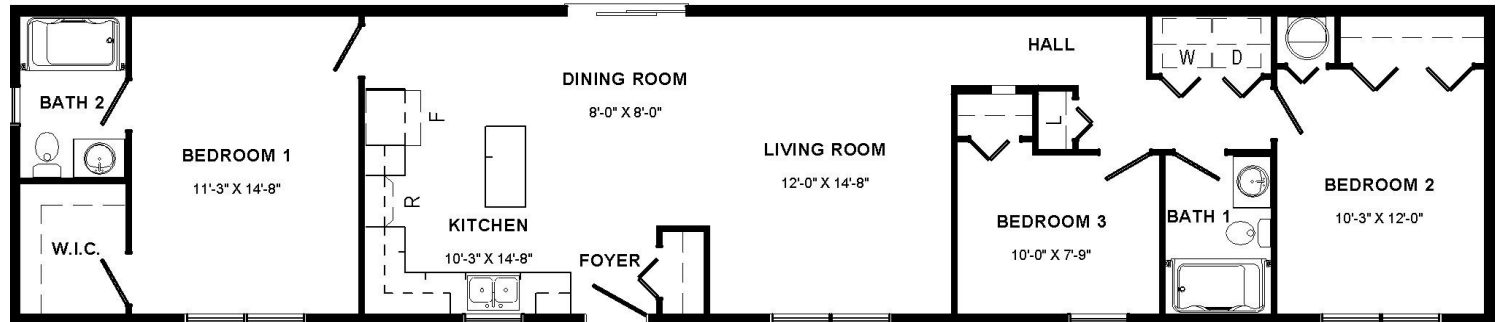 BATH 2
W.I.C.
BEDROOM 1
11'-3" X 14'-8"
F
R
KITCHEN
10'-3" X 14'-8"
DINING ROOM
8'-0" X 8'-0"
FOYER
LIVING ROOM
12'-0" X 14'-8"
HALL
L
W D
BEDROOM 3
10'-0" X 7'-9"
BATH 1
BEDROOM 2
10'-3" X 12'-0"